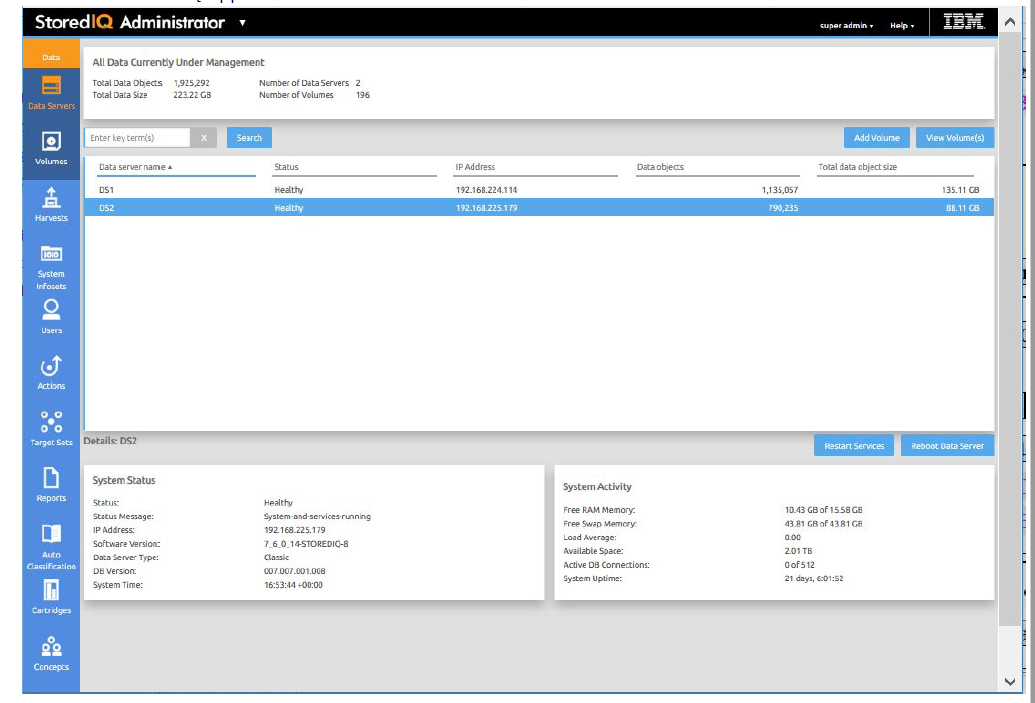 StoredIQ Administrator ▼
super admin ▾ Help ▾ IBM
Data
Data Servers
Volumes
Harvests
System
Infosets
Users
Actions
Target Sets
Reports
Auto
Classification
Cartridges
Concepts
All Data Currently Under Management
Total Data Objects 1,925,292 Number of Data Servers 2
Total Data Size 223.22 GB Number of Volumes 196
Enter key term(s) X Search Add Volume View Volume(s)
Data server name ▴ Status IP Address Data objects Total data object size
DS1 Healthy 192.168.224.114 1,135,057 135.11 GB
DS2 Healthy 192.168.225.179 790,235 88.11 GB
Details: DS2 Restart Services Reboot Data Server
System Status
Status: Healthy
Status Message: System-and-services-running
IP Address: 192.168.225.179
Software Version: 7_6_0_14-STOREDIQ-8
Data Server Type: Classic
DB Version: 007.007.001.008
System Time: 16:53:44 +00:00
System Activity
Free RAM Memory: 10.43 GB of 15.58 GB
Free Swap Memory: 43.81 GB of 43.81 GB
Load Average: 0.00
Available Space: 2.01 TB
Active DB Connections: 0 of 512
System Uptime: 21 days, 6:01:52